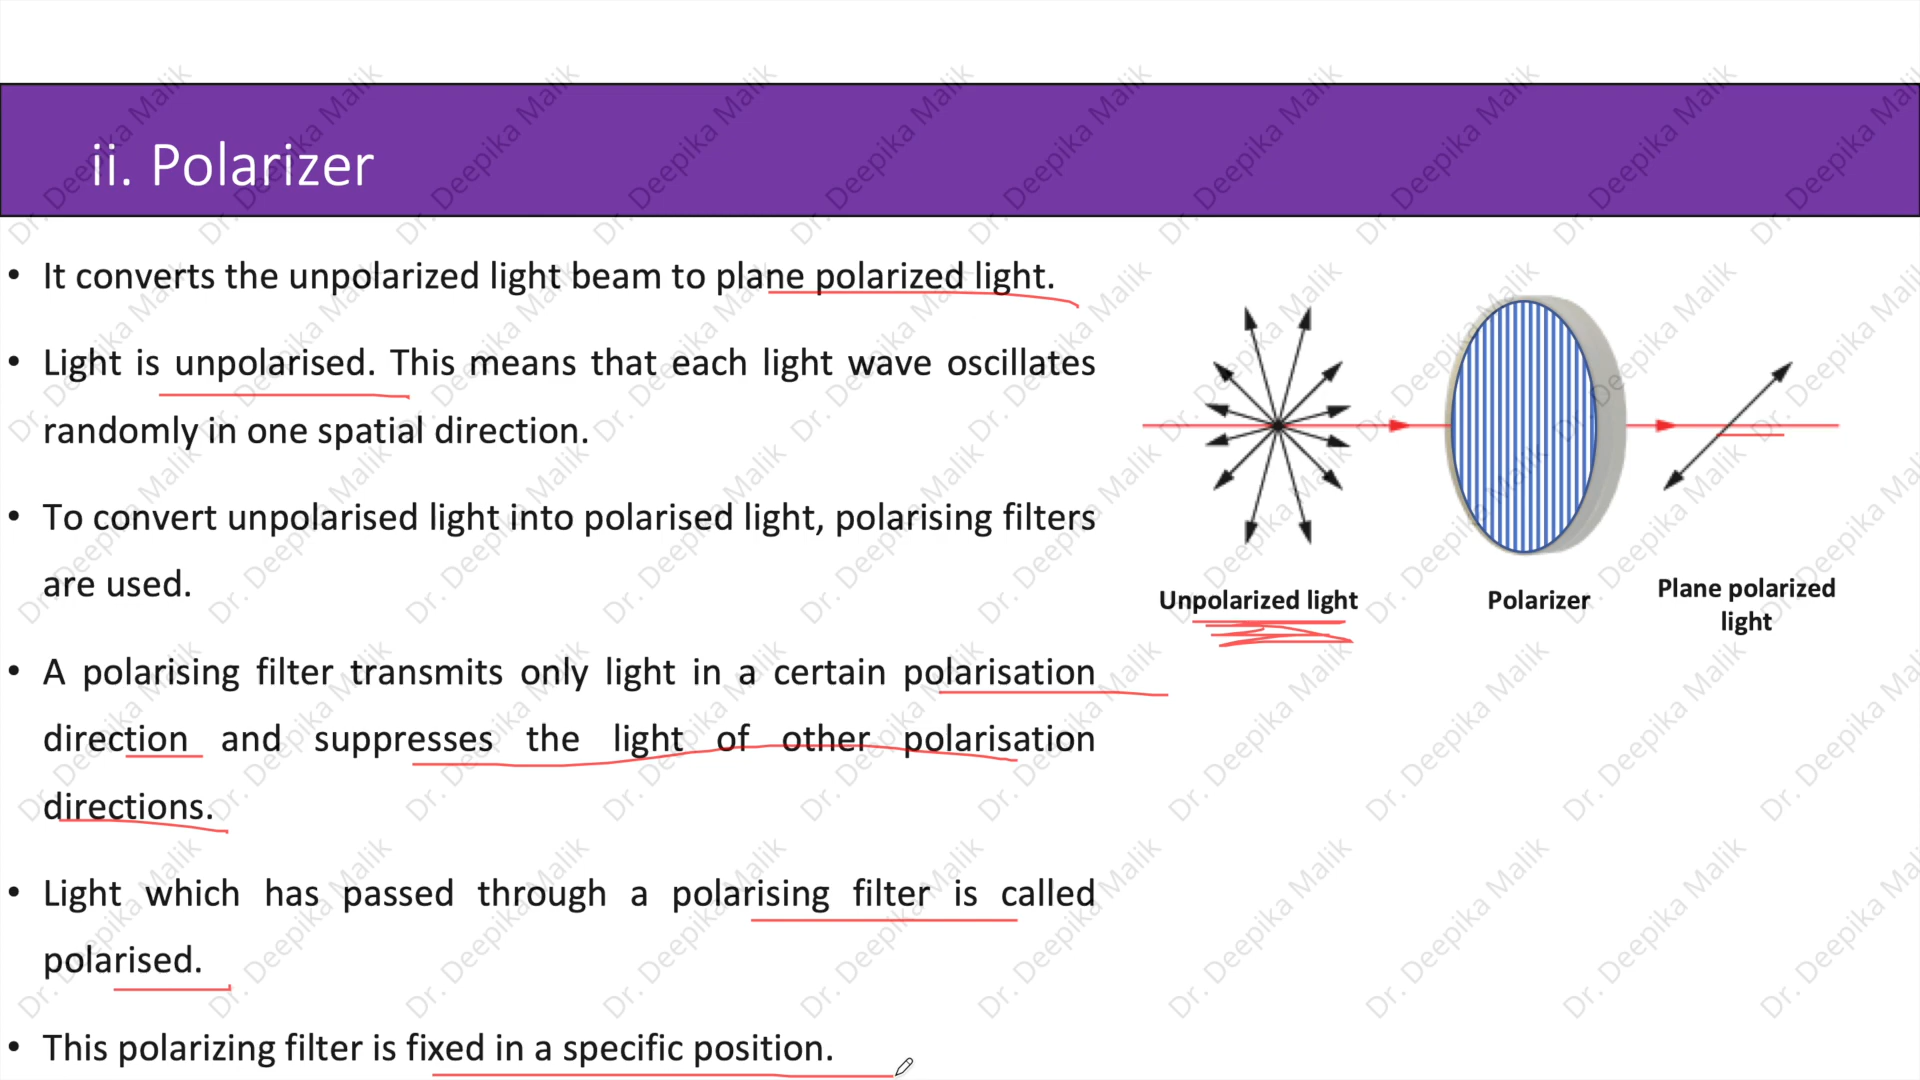 ii. Polarizer
• It converts the unpolarized light beam to plane polarized light.
• Light is unpolarised. This means that each light wave oscillates
randomly in one spatial direction.
• To convert unpolarised light into polarised light, polarising filters
are used.
• A polarising filter transmits only light in a certain polarisation
direction and suppresses the light of other polarisation
directions.
• Light which has passed through a polarising filter is called
polarised.
• This polarizing filter is fixed in a specific position.
Unpolarized light
Polarizer
Plane polarized
light
Dr. Deepika Malik